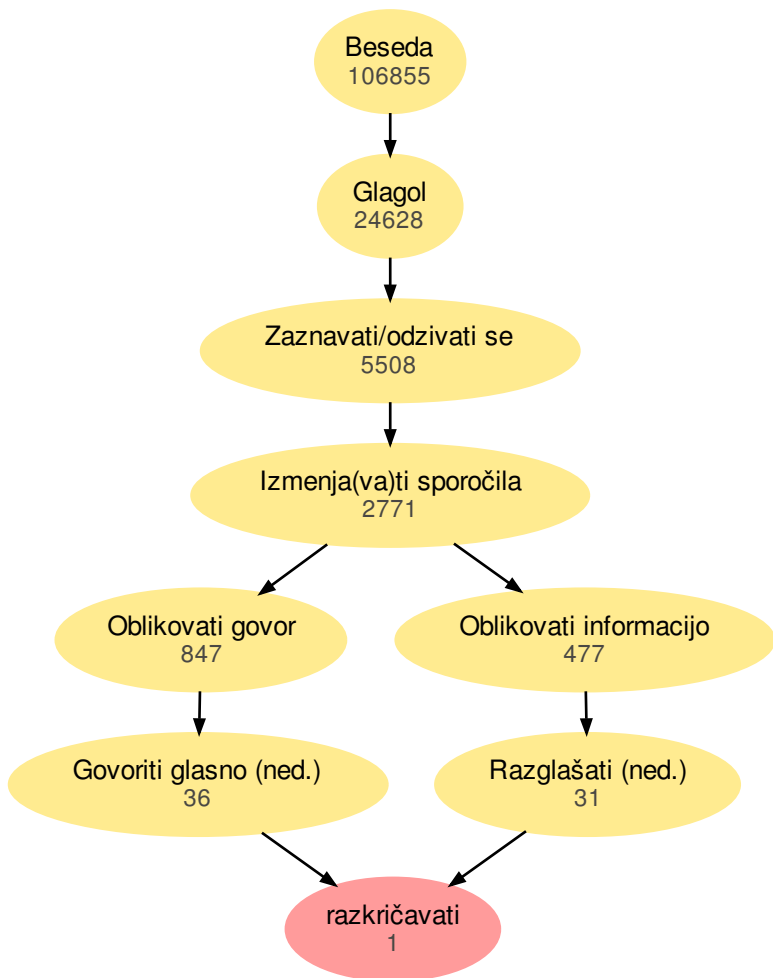 Beseda
106855
Glagol
24628
Zaznavati/odzivati se
5508
Izmenja(va)ti sporočila
2771
Oblikovati govor
847
Oblikovati informacijo
477
Govoriti glasno (ned.)
36
Razglašati (ned.)
31
razkričavati
1